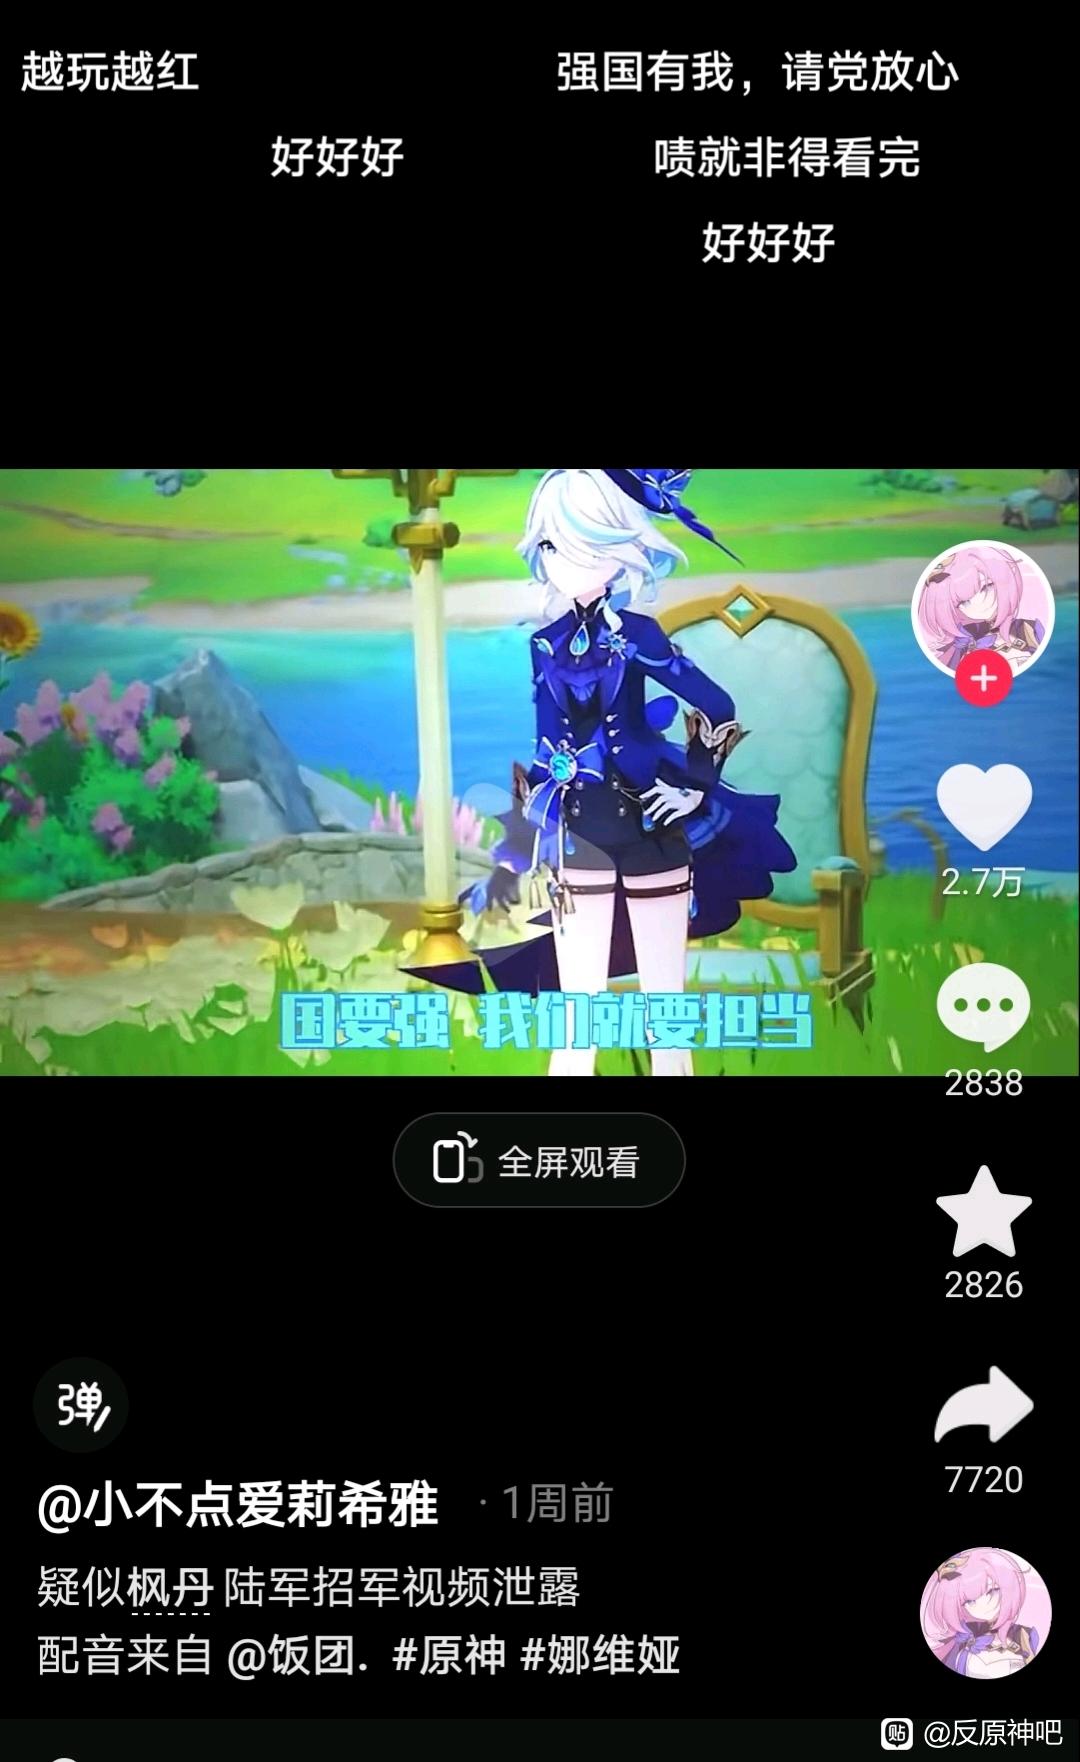 越玩越红
强国有我，请党放心
好好好
啧就非得看完
好好好
国要强 我们就要担当
2.7万
2838
全屏观看
2826
弹
7720
@小不点爱莉希雅 · 1周前
疑似枫丹陆军招军视频泄露
配音来自 @饭团. #原神 #娜维娅
贴 @反原神吧